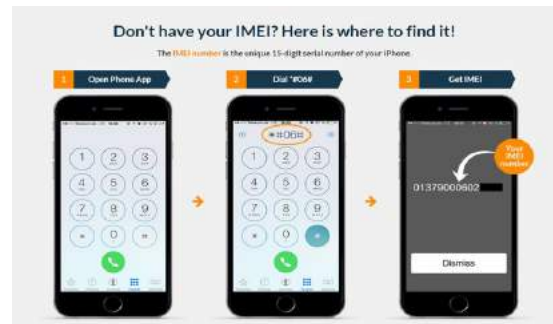 Don't have your IMEI? Here is where to find it!
The IMEI number is the unique 15-digit serial number of your iPhone.
1 Open Phone App
2 Dial *#06#
3 Get IMEI
*#06#
1 2 3
4 5 6
7 8 9
* 0 #
1 2 3
4 5 6
7 8 9
* 0
Your
IMEI
number
01379000602
Dismiss